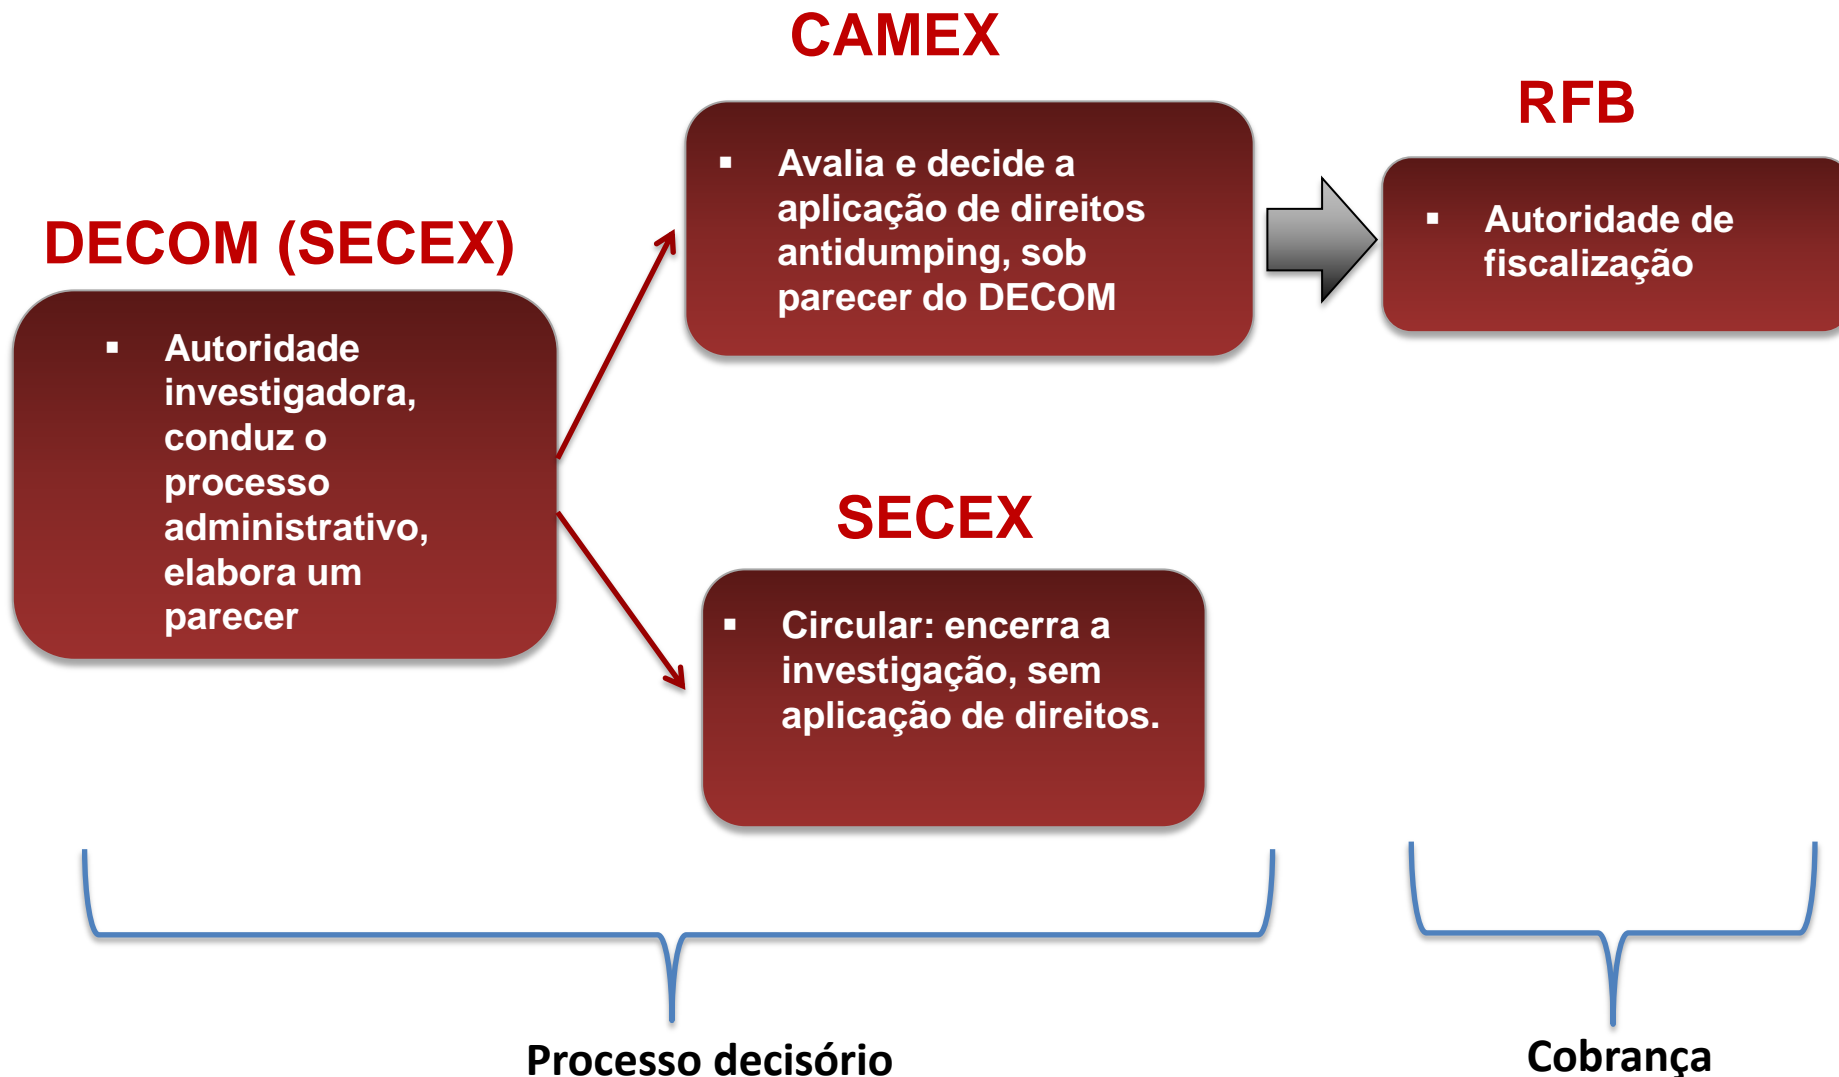 CAMEX
RFB
▪ Avalia e decide a
aplicação de direitos
antidumping, sob
parecer do DECOM
▪ Autoridade de
fiscalização
DECOM (SECEX)
▪ Autoridade
investigadora,
conduz o
processo
administrativo,
elabora um
parecer
SECEX
▪ Circular: encerra a
investigação, sem
aplicação de direitos.
Processo decisório
Cobrança